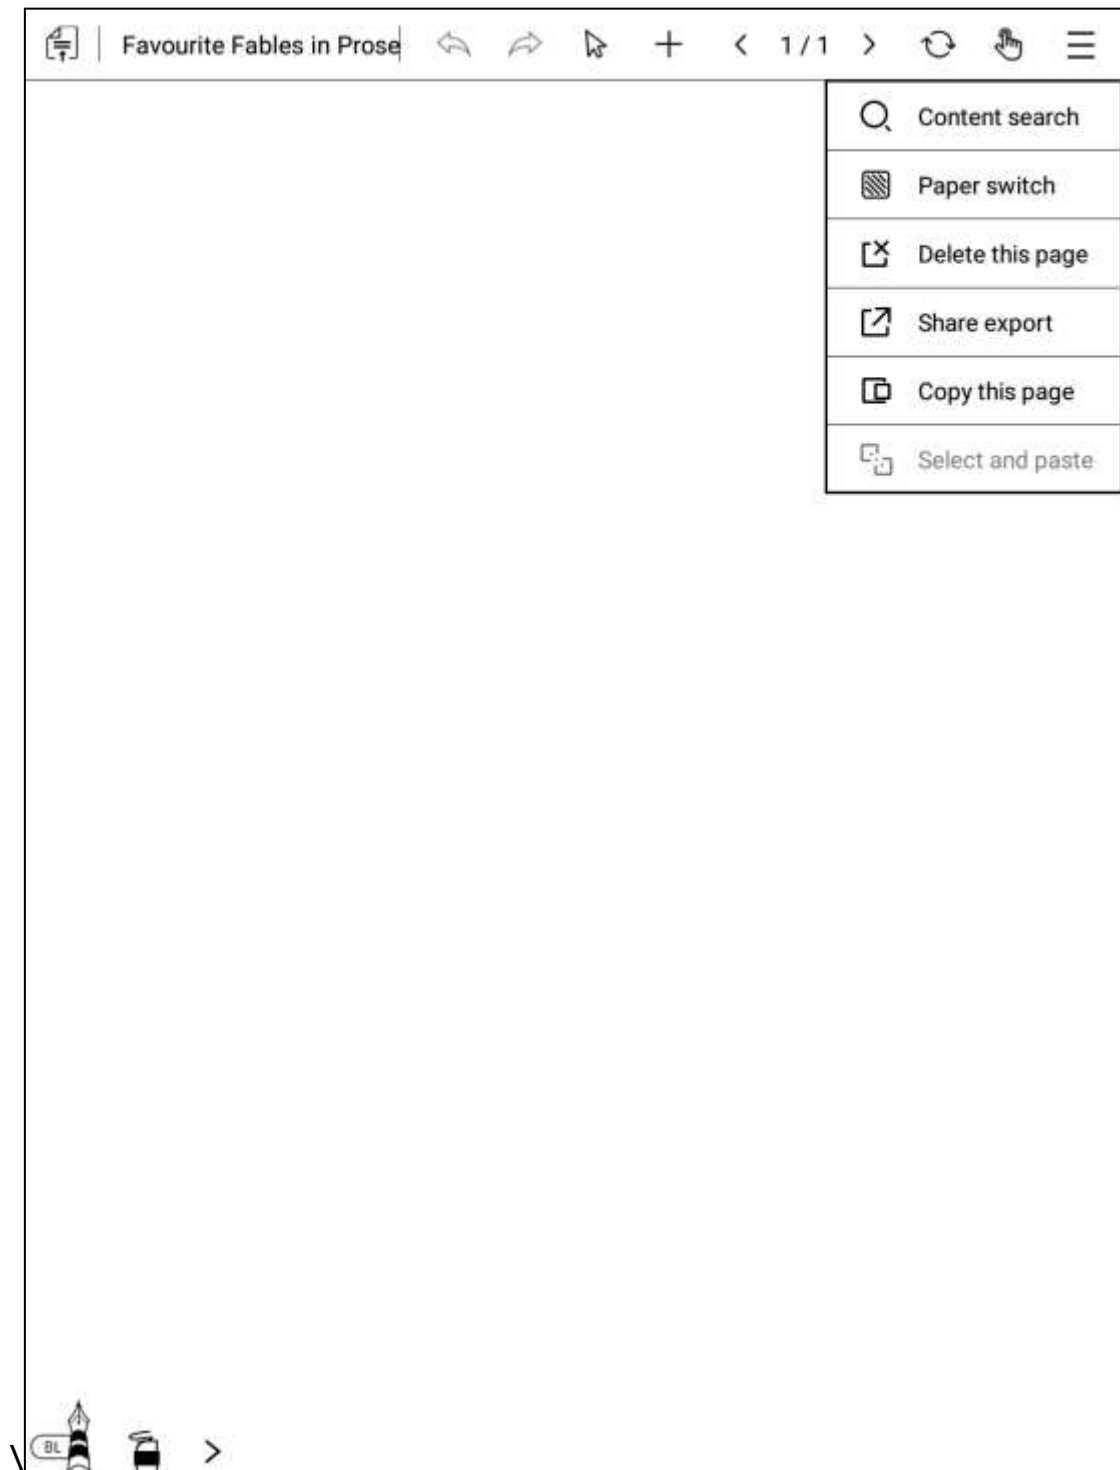 Favourite Fables in Prose 1 / 1
Content search
Paper switch
Delete this page
Share export
Copy this page
Select and paste
BL